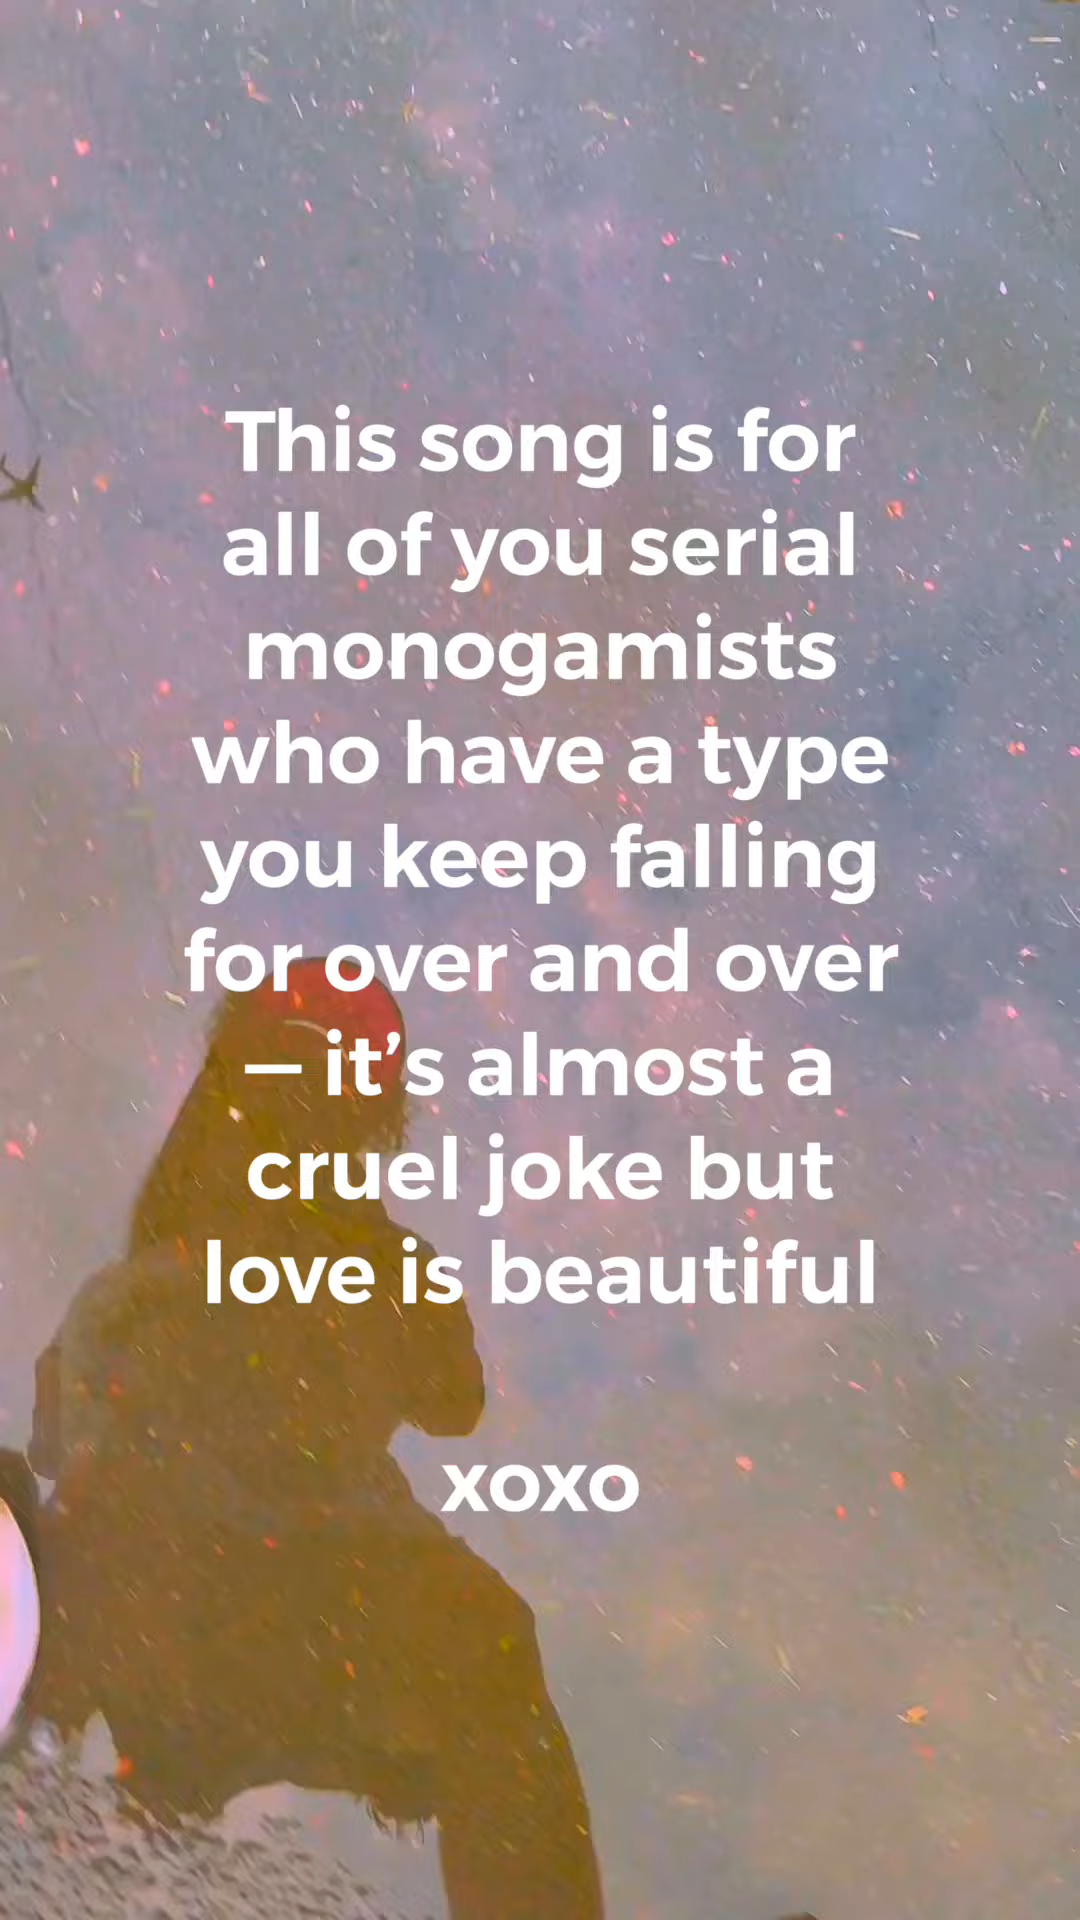 This song is for
all of you serial
monogamists
who have a type
you keep falling
for over and over
– it’s almost a
cruel joke but
love is beautiful
xoxo